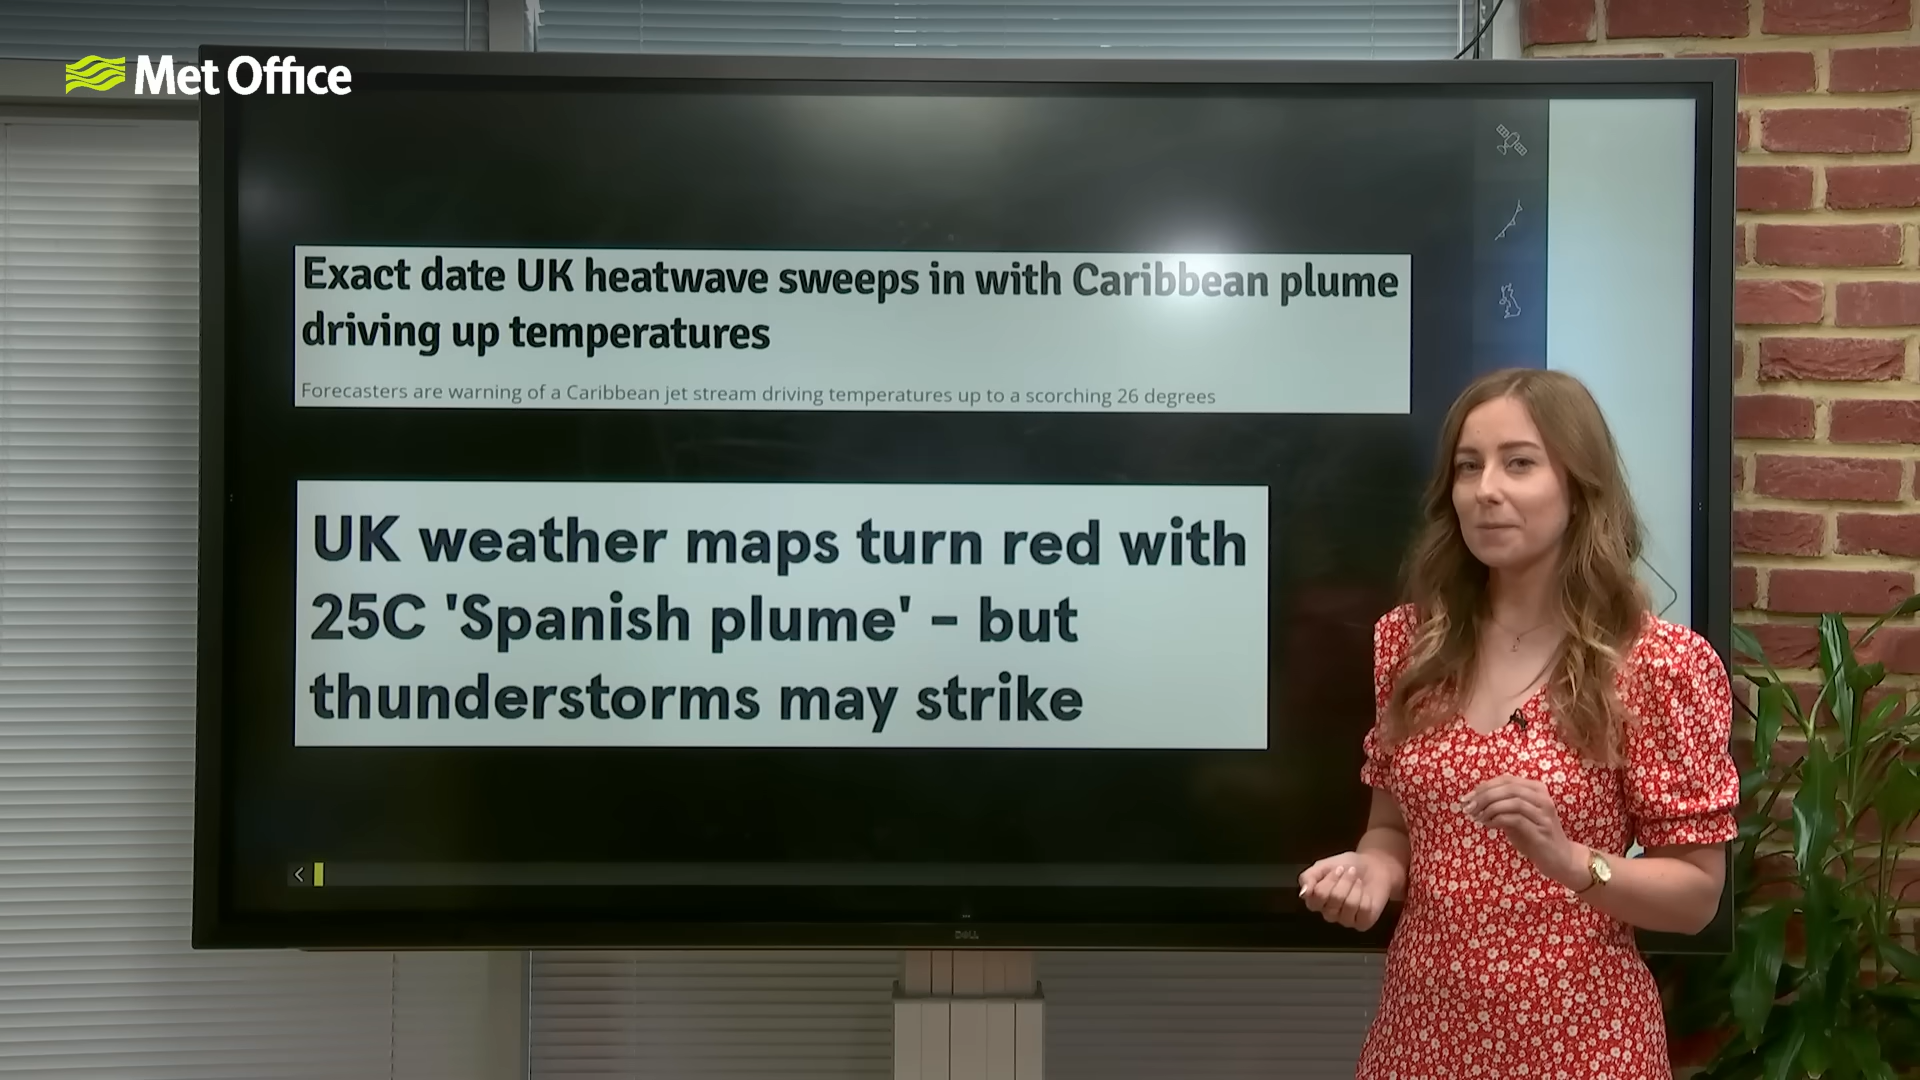 Met Office
Exact date UK heatwave sweeps in with Caribbean plume
driving up temperatures
Forecasters are warning of a Caribbean jet stream driving temperatures up to a scorching 26 degrees
UK weather maps turn red with
25C 'Spanish plume' – but
thunderstorms may strike
DELL